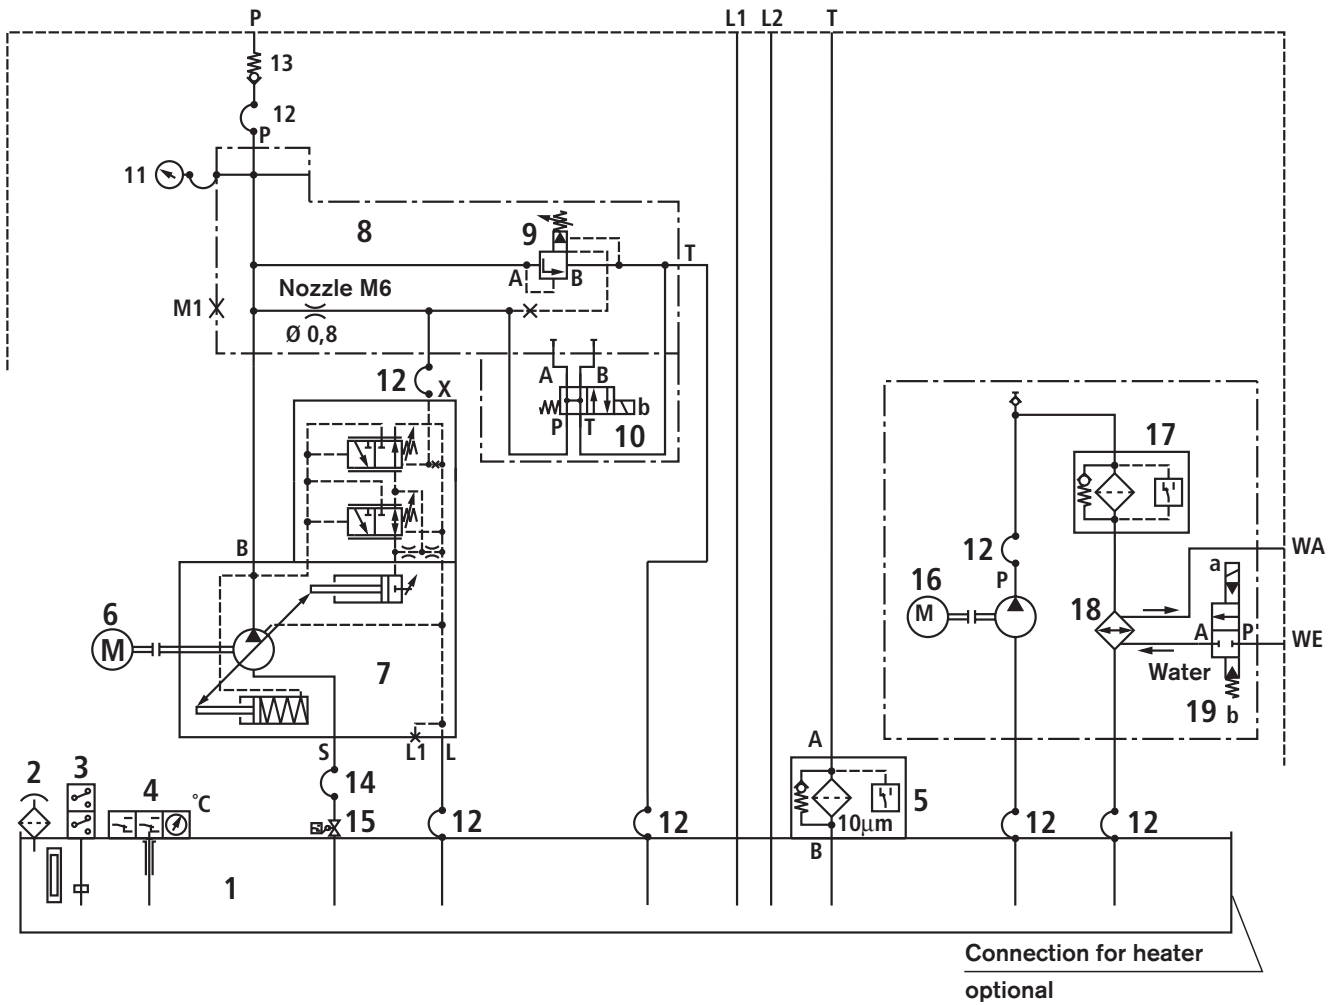 P
L1 L2 T
13
12
P
11
8
9
T
A
B
Nozzle M6
M1
Ø 0,8
12
X
A B
b
P T
10
17
B
12
P
WA
a
16
M
18
A P
WE
6
M
7
Water
19 b
S L1 L
A
2 3 4 °C
14
15
12
12
5
10µm
B
12
12
1
Connection for heater
optional